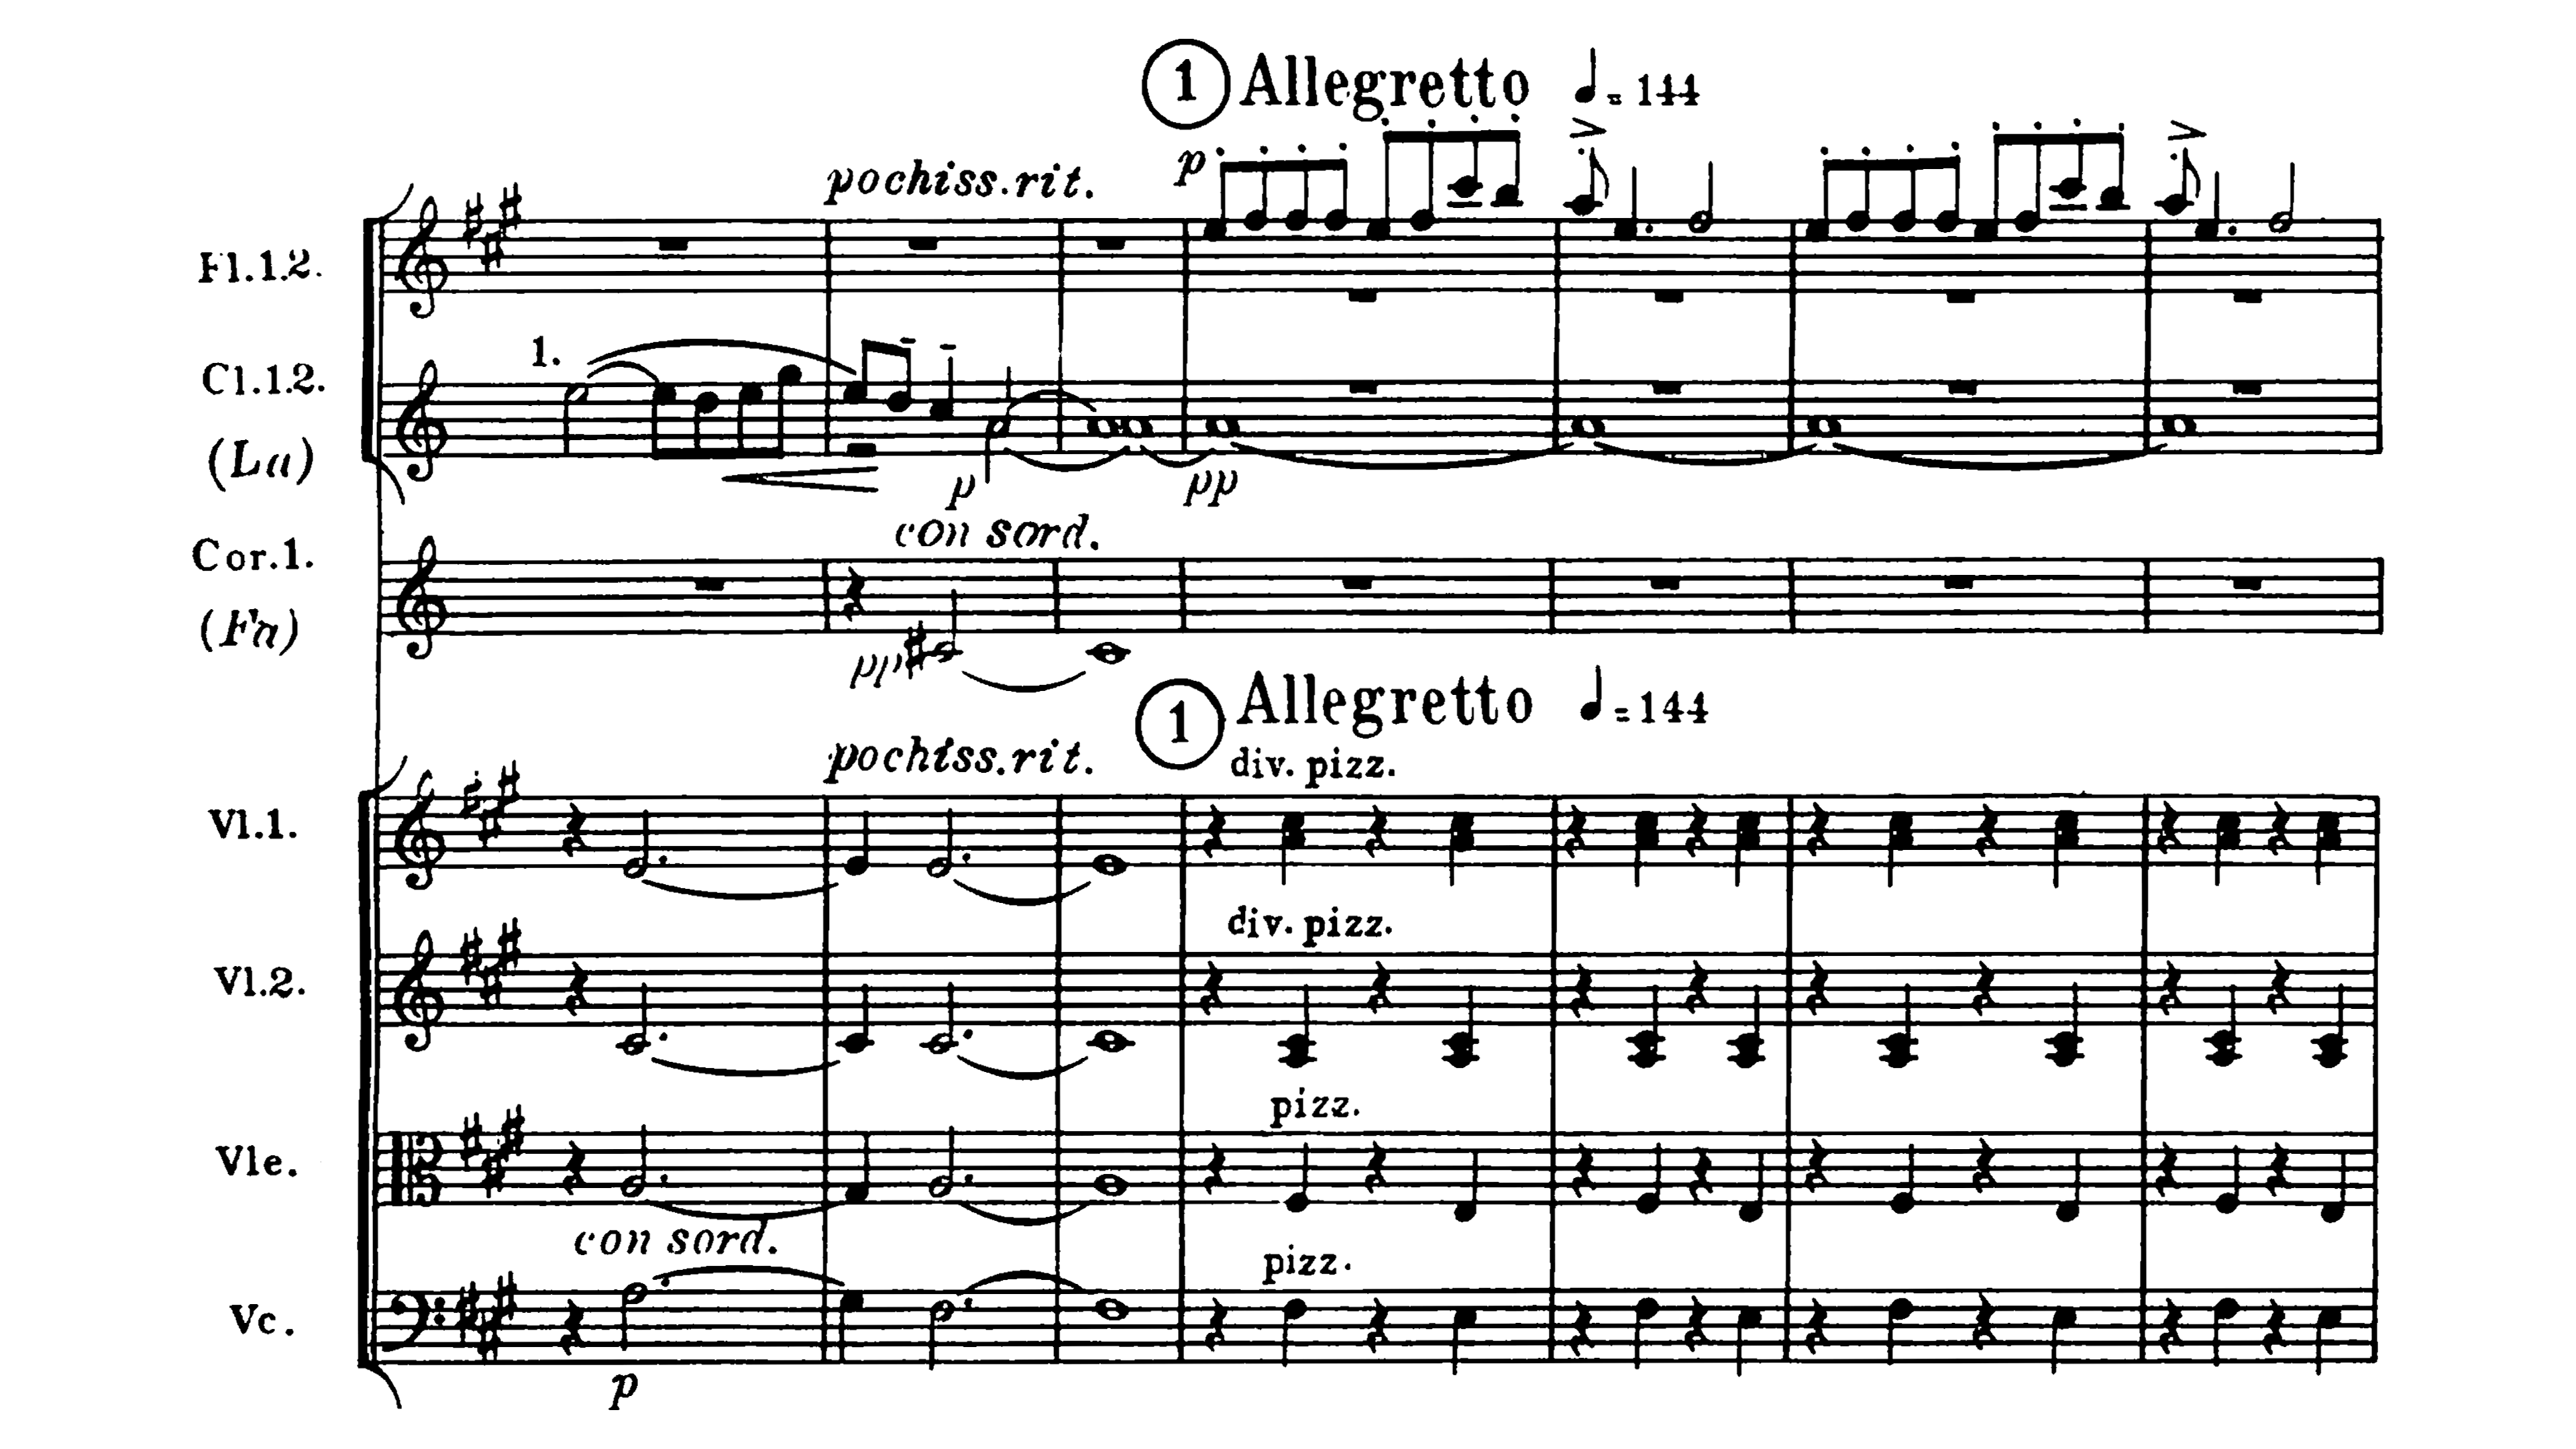 1 Allegretto ♩=144
pochiss.rit.
p
Fl.1.2.
1.
Cl.1.2.
(La)
p
pp
con sord.
Cor.1.
(Fa)
pp
1 Allegretto ♩=144
pochiss.rit.
div. pizz.
Vl.1.
div. pizz.
Vl.2.
pizz.
Vle.
con sord.
pizz.
Vc.
p